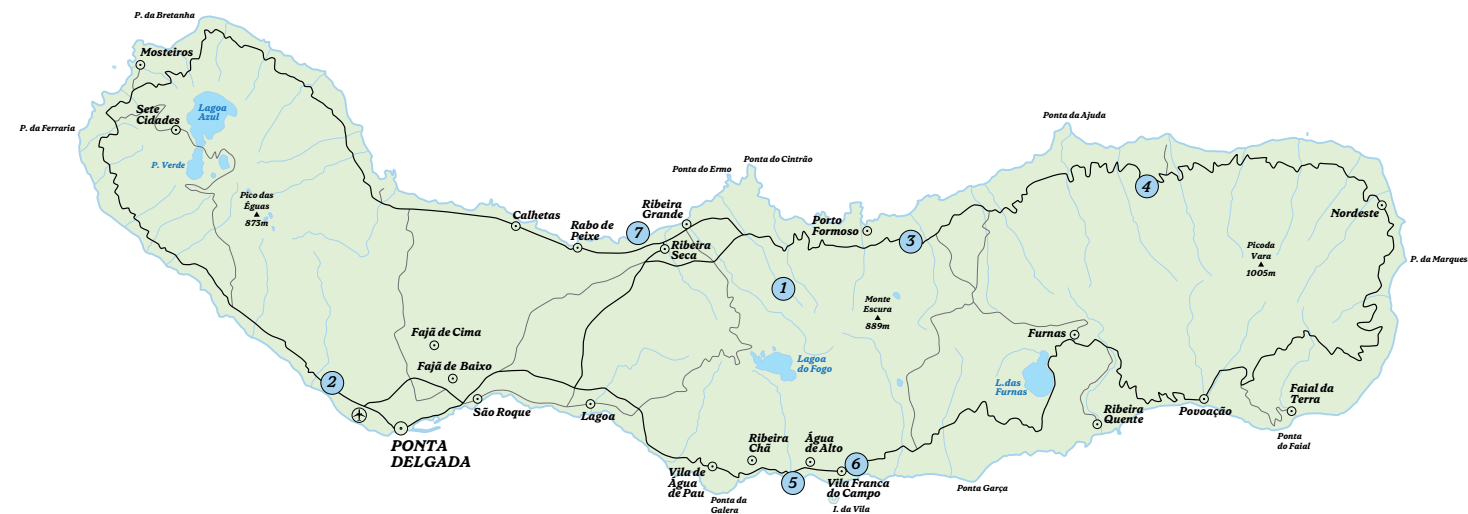 P. da Bretanha
Mosteiros
Sete
Cidades
Lagoa
Azul
P. da Ferraria
P. Verde
Pico das
Éguas
873m
Calhetas
Rabo de
Peixe
7
Ribeira
Grande
Ribeira
Seca
Ponta do Ermo
Ponta do Cintrão
Porto
Formoso
3
Ponta da Ajuda
4
Nordeste
P. da Marques
Picoda
Vara
1005m
1
Monte
Escura
889m
Lagoa
do Fogo
Fajã de Cima
Fajã de Baixo
2
São Roque
PONTA
DELGADA
Lagoa
Furnas
L.das
Furnas
Ribeira
Quente
Povoação
Faial da
Terra
Ponta
do Faial
Ribeira
Chã
Água
de Alto
6
Vila de
Água
de Pau
Ponta da
Galera
5
Vila Franca
do Campo
I. da Vila
Ponta Garça